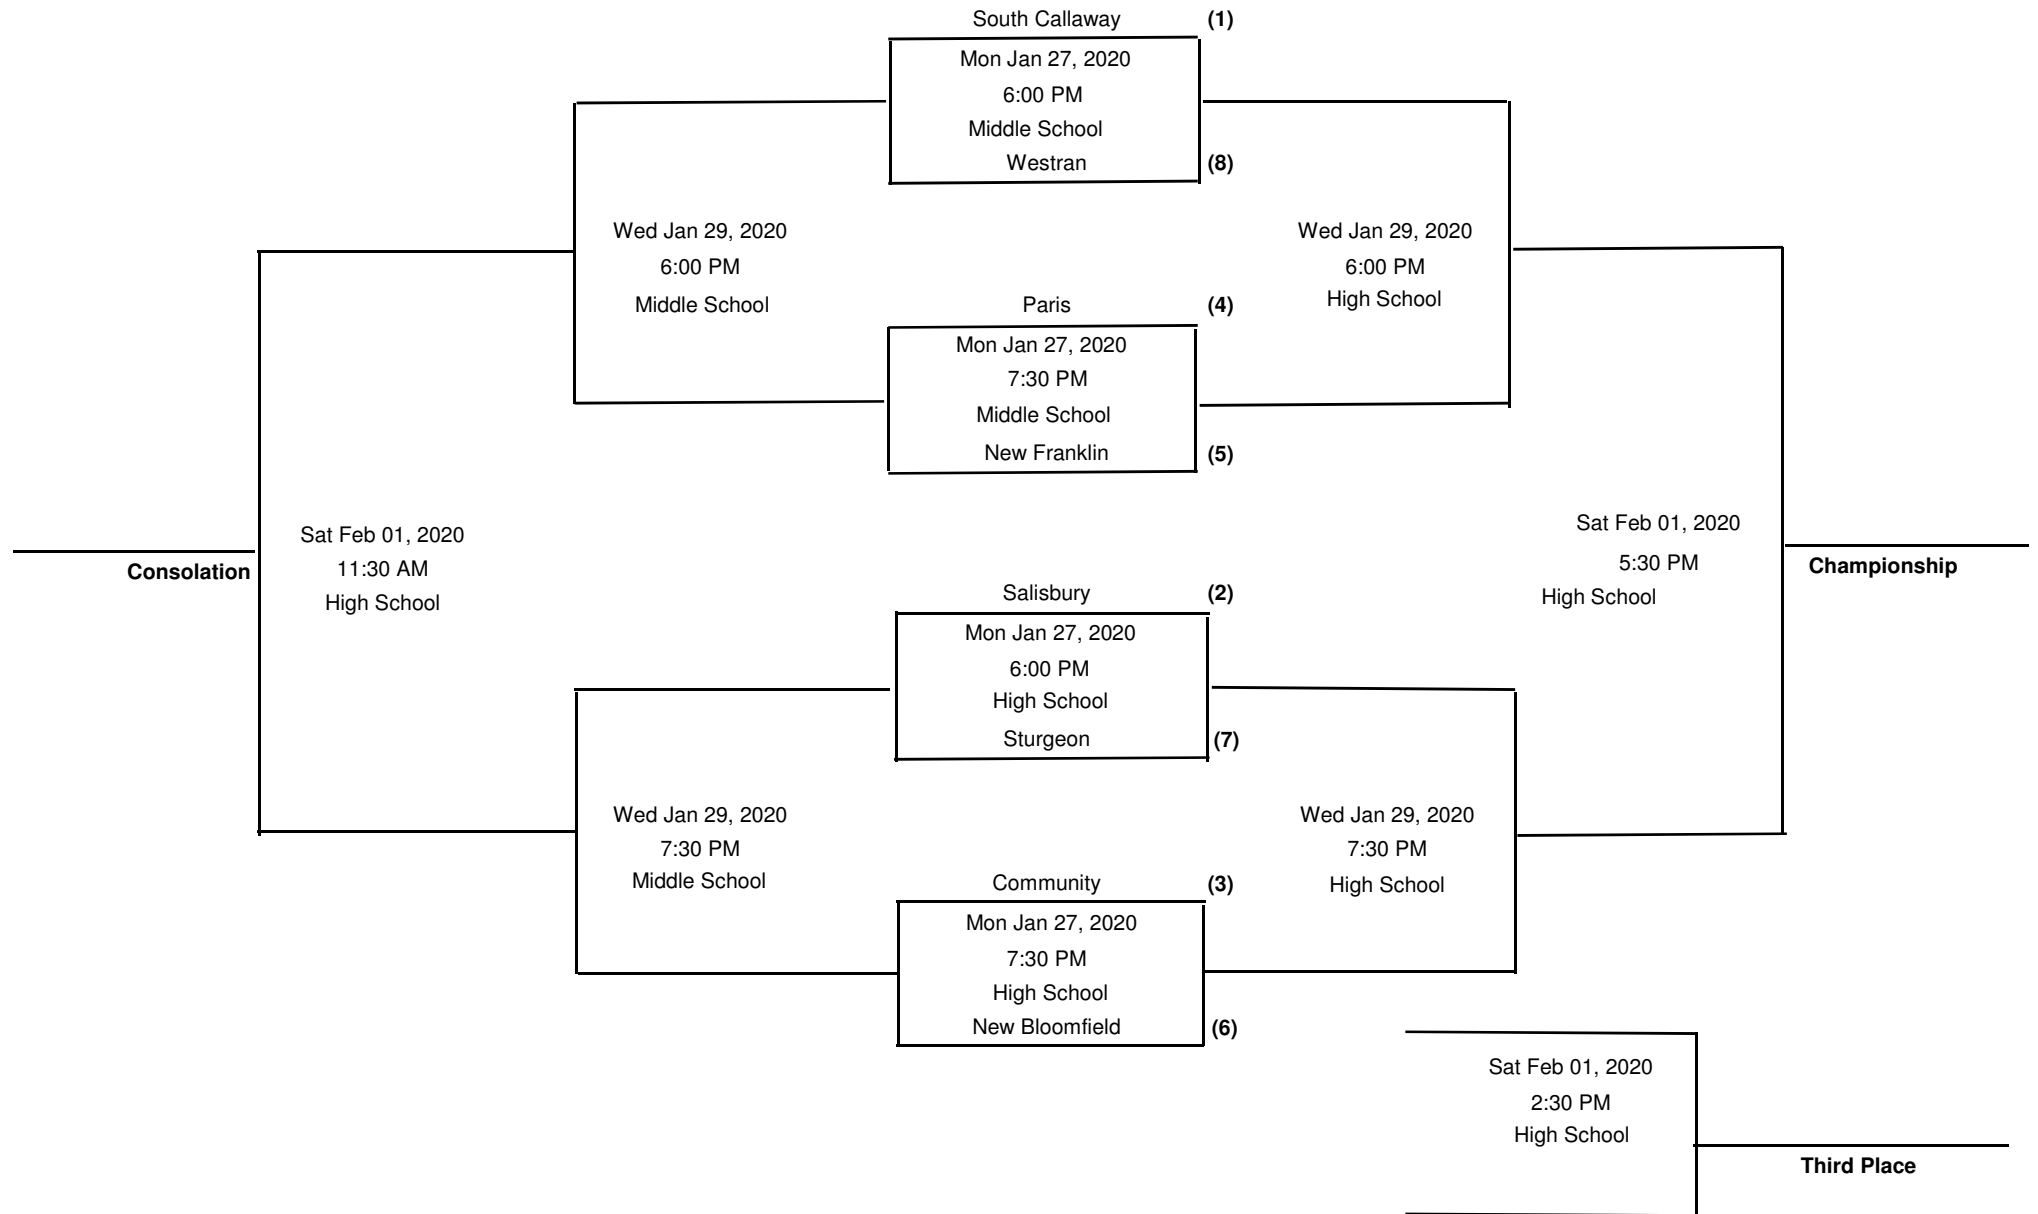 South Callaway (1)
Mon Jan 27, 2020
6:00 PM
Middle School
Westran (8)
Wed Jan 29, 2020
6:00 PM
Middle School
Wed Jan 29, 2020
6:00 PM
High School
Paris (4)
Mon Jan 27, 2020
7:30 PM
Middle School
New Franklin (5)
Sat Feb 01, 2020
11:30 AM
High School
Consolation
Sat Feb 01, 2020
5:30 PM
High School
Championship
Salisbury (2)
Mon Jan 27, 2020
6:00 PM
High School
Sturgeon (7)
Wed Jan 29, 2020
7:30 PM
Middle School
Wed Jan 29, 2020
7:30 PM
High School
Community (3)
Mon Jan 27, 2020
7:30 PM
High School
New Bloomfield (6)
Sat Feb 01, 2020
2:30 PM
High School
Third Place